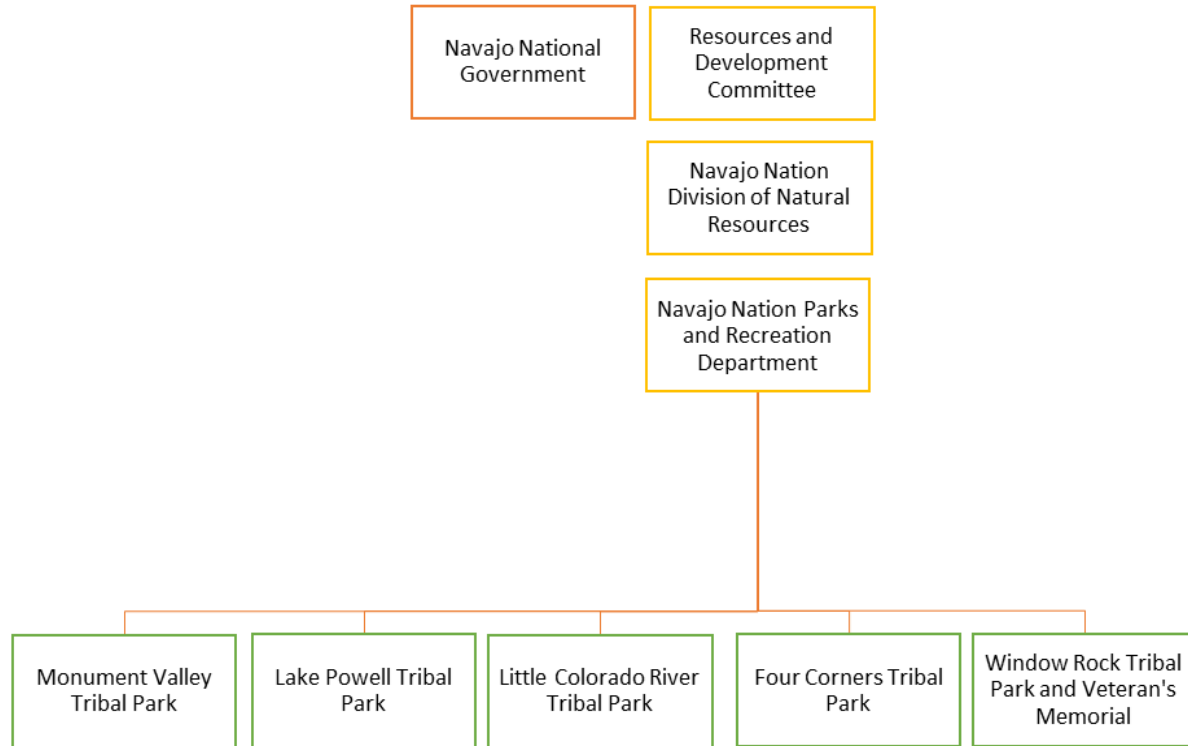 Navajo National
Government
Resources and
Development
Committee
Navajo Nation
Division of Natural
Resources
Navajo Nation Parks
and Recreation
Department
Monument Valley
Tribal Park
Lake Powell Tribal
Park
Little Colorado River
Tribal Park
Four Corners Tribal
Park
Window Rock Tribal
Park and Veteran's
Memorial